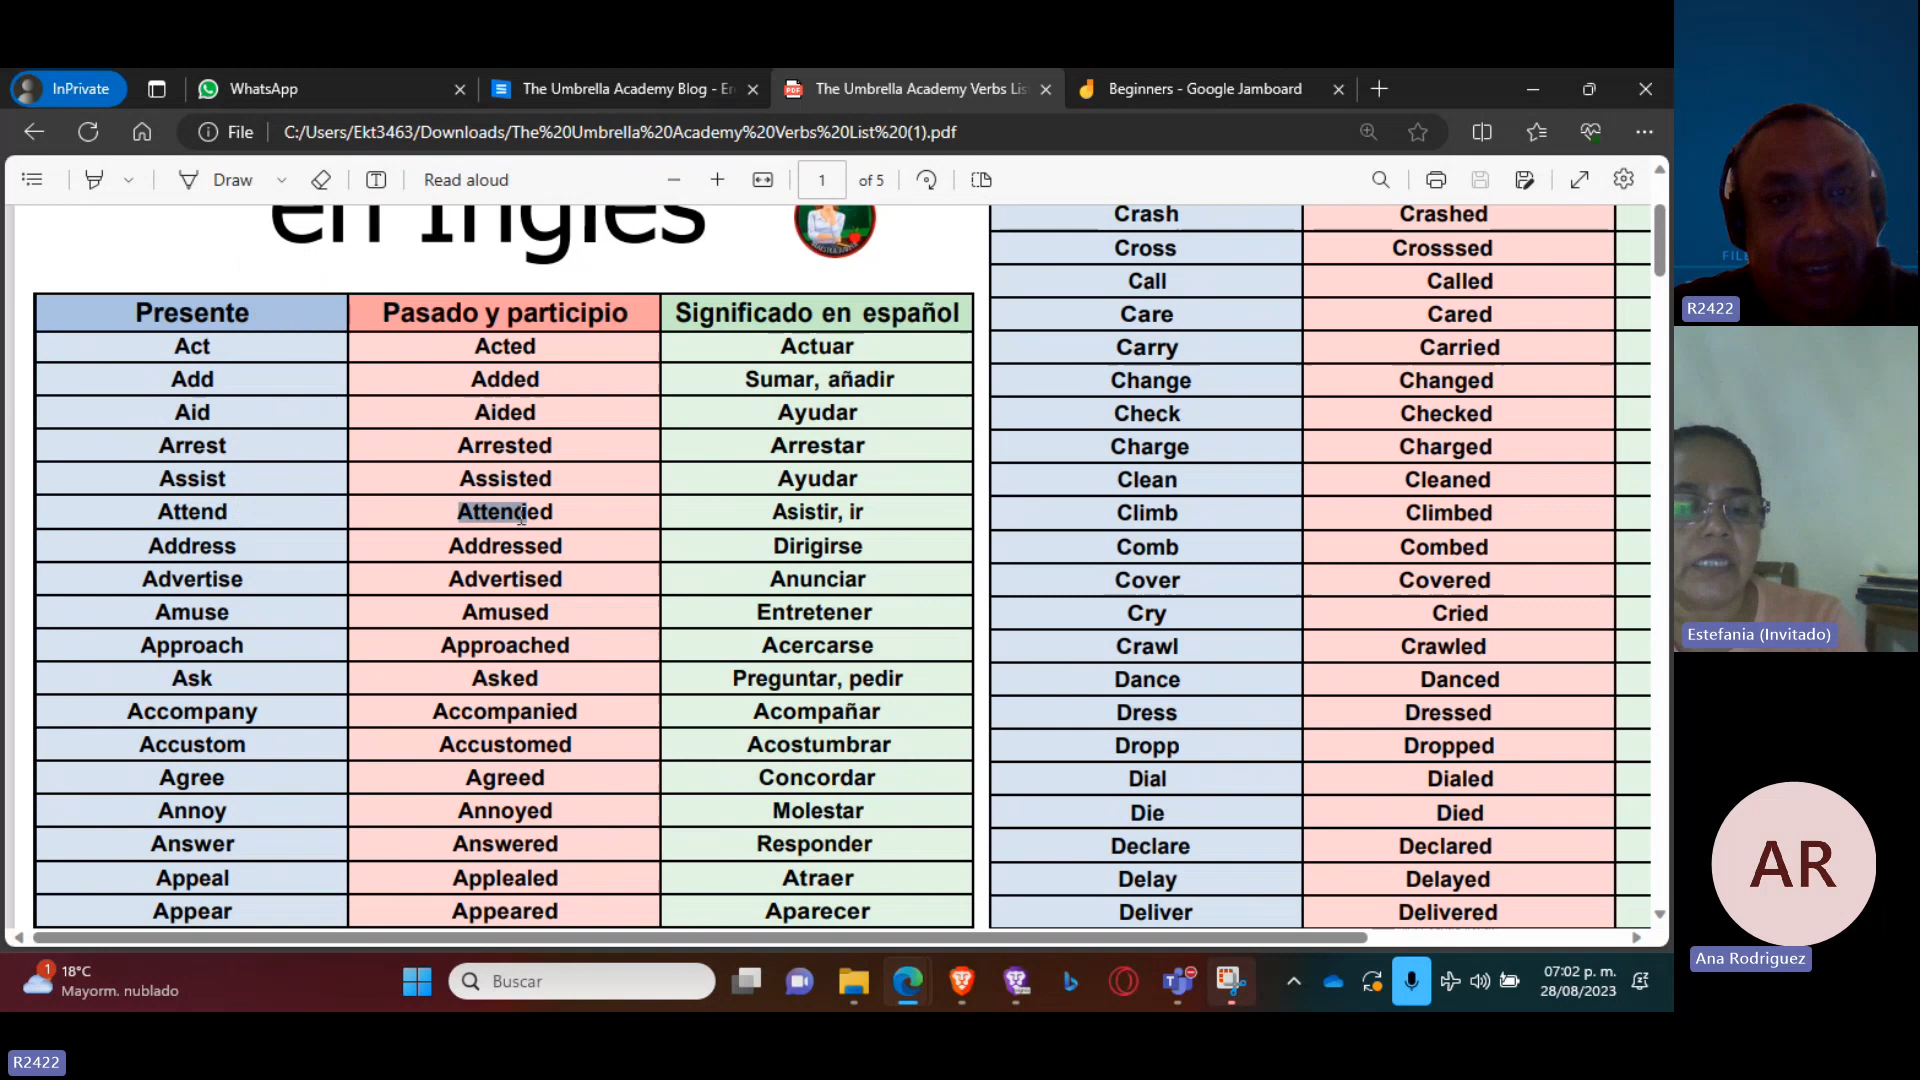 InPrivate
WhatsApp
The Umbrella Academy Blog - En
The Umbrella Academy Verbs Lis
Beginners - Google Jamboard
File
C:/Users/Ekt3463/Downloads/The%20Umbrella%20Academy%20Verbs%20List%20(1).pdf
Draw
Read aloud
1 of 5
en Inglés
Presente Pasado y participio Significado en español
Act Acted Actuar
Add Added Sumar, añadir
Aid Aided Ayudar
Arrest Arrested Arrestar
Assist Assisted Ayudar
Attend Attended Asistir, ir
Address Addressed Dirigirse
Advertise Advertised Anunciar
Amuse Amused Entretener
Approach Approached Acercarse
Ask Asked Preguntar, pedir
Accompany Accompanied Acompañar
Accustom Accustomed Acostumbrar
Agree Agreed Concordar
Annoy Annoyed Molestar
Answer Answered Responder
Appeal Applealed Atraer
Appear Appeared Aparecer
Crash Crashed
Cross Crosssed
Call Called
Care Cared
Carry Carried
Change Changed
Check Checked
Charge Charged
Clean Cleaned
Climb Climbed
Comb Combed
Cover Covered
Cry Cried
Crawl Crawled
Dance Danced
Dress Dressed
Dropp Dropped
Dial Dialed
Die Died
Declare Declared
Delay Delayed
Deliver Delivered
1
18°C
Mayorm. nublado
Buscar
07:02 p. m.
28/08/2023
FILE
R2422
Estefania (Invitado)
AR
Ana Rodriguez
R2422